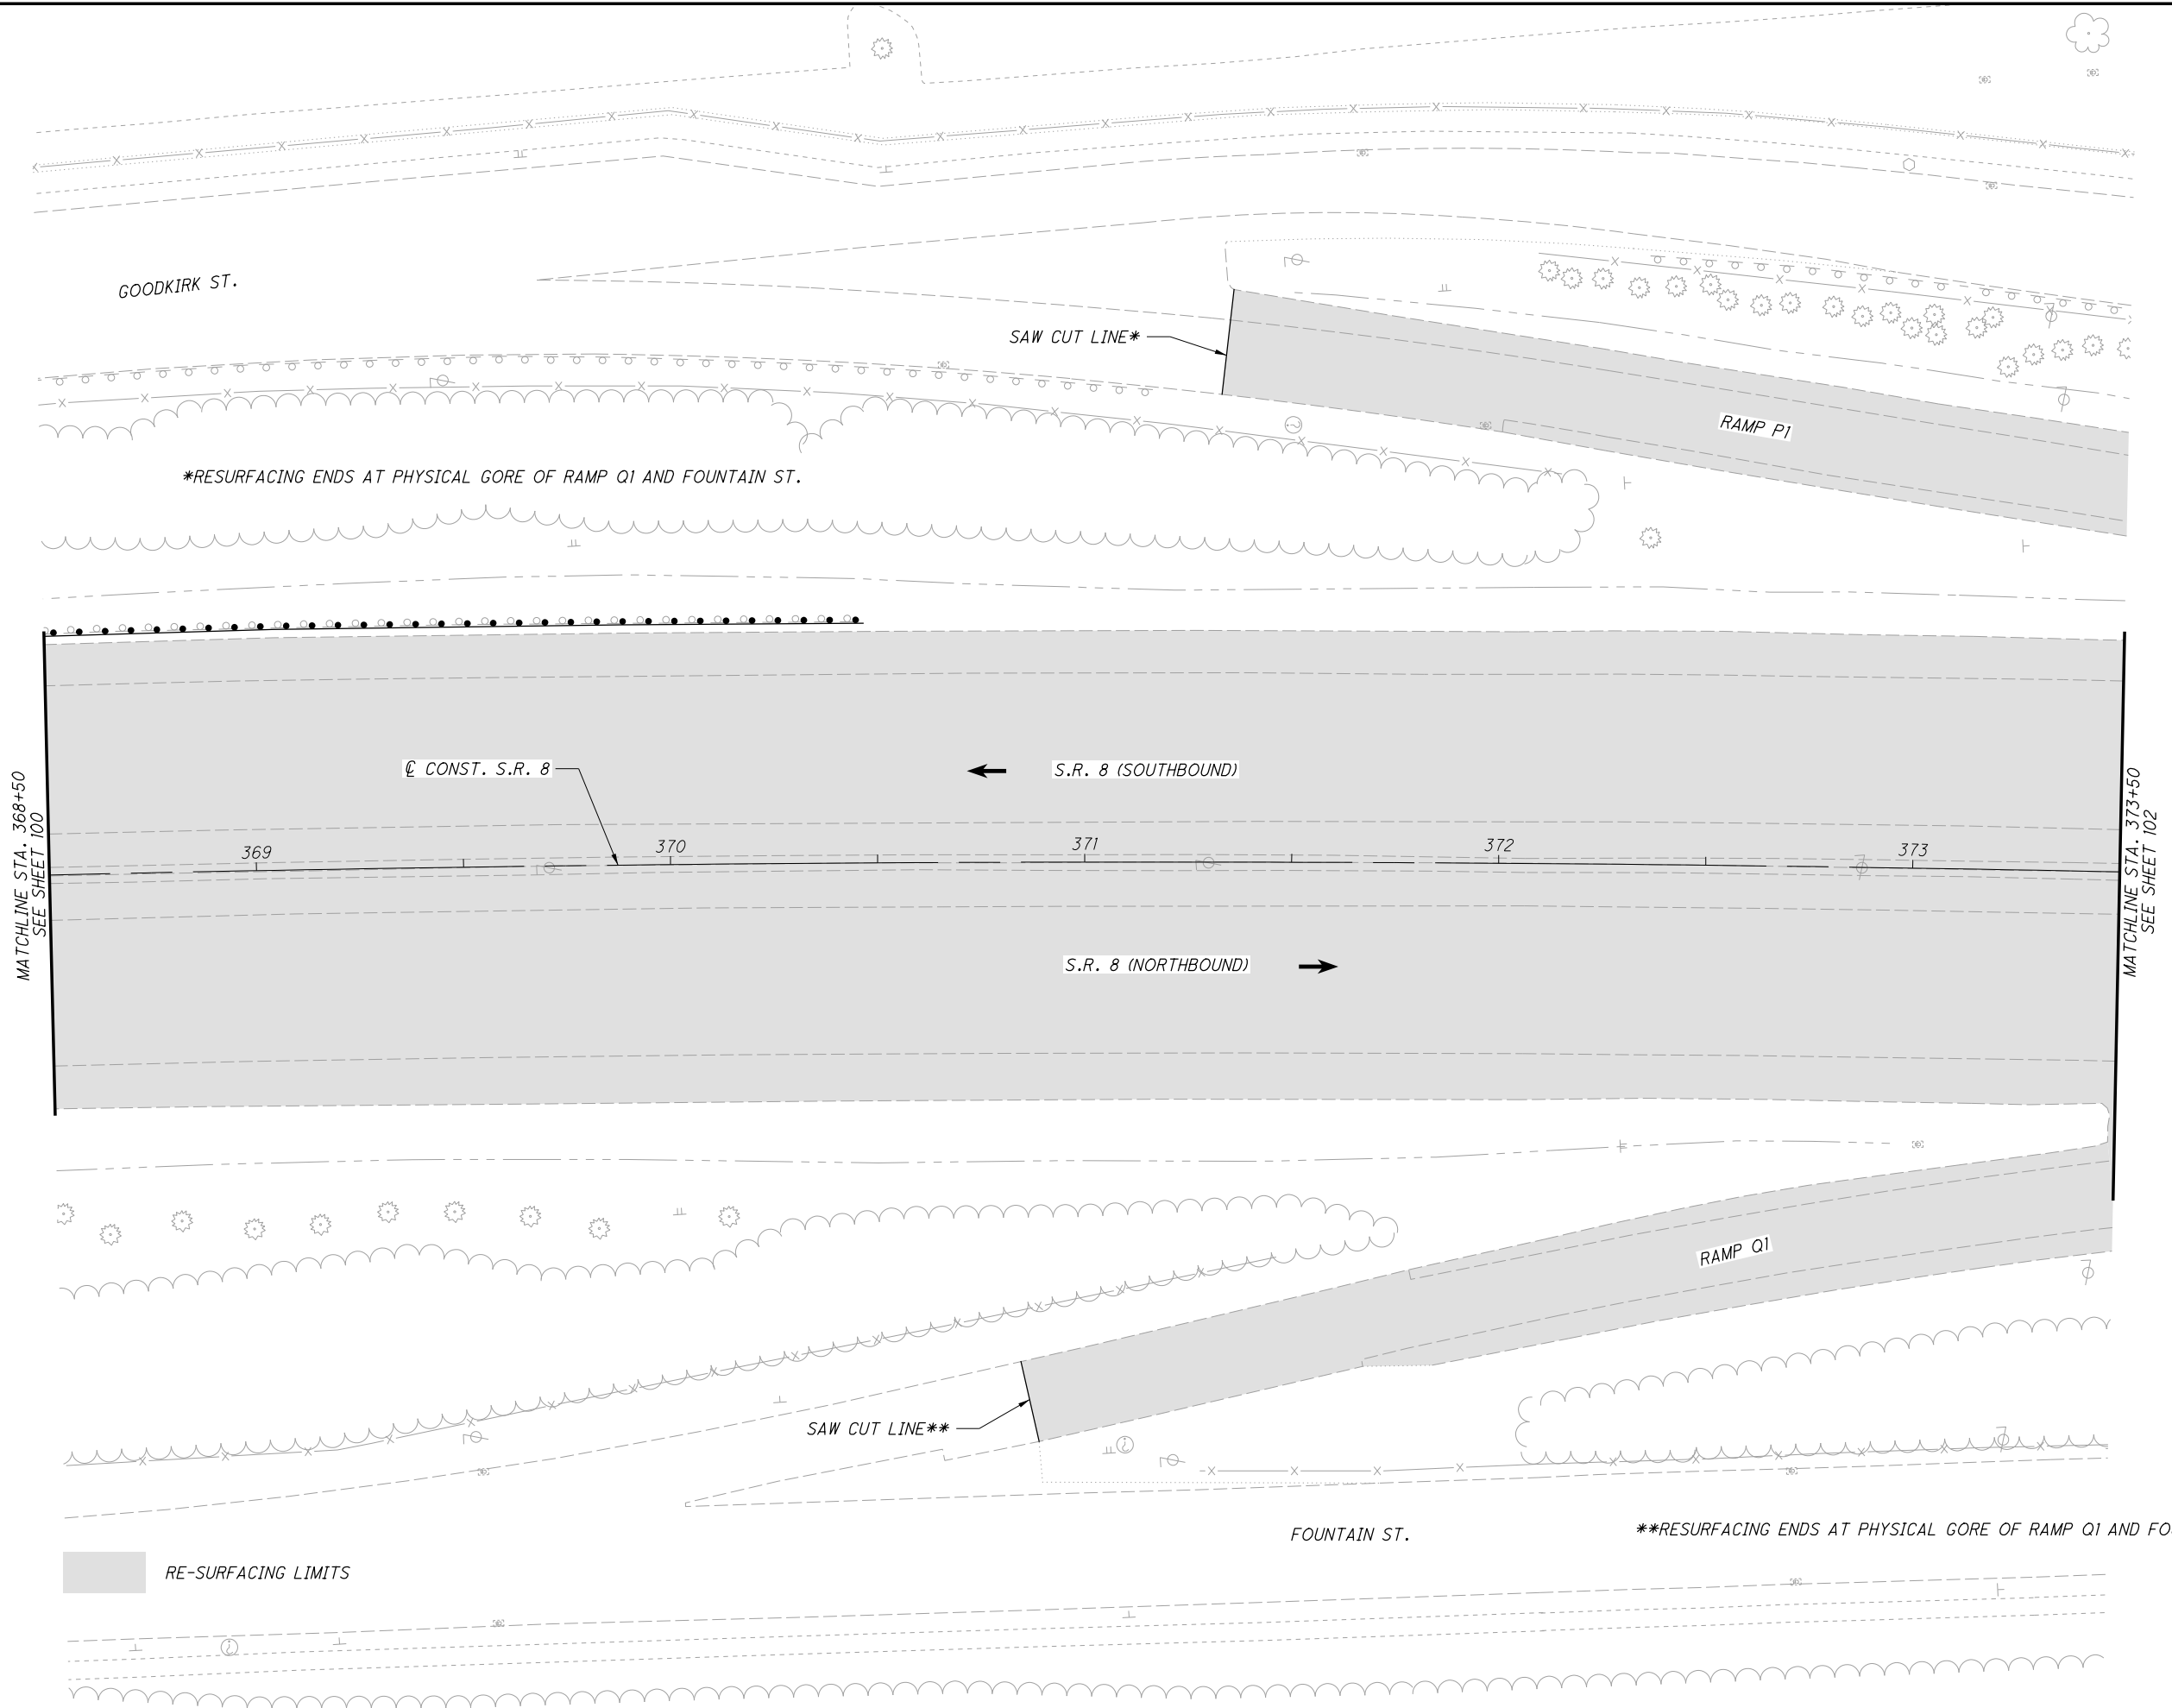 GOODKIRK ST.
SAW CUT LINE*
RAMP P1
*RESURFACING ENDS AT PHYSICAL GORE OF RAMP Q1 AND FOUNTAIN ST.
℄ CONST. S.R. 8
S.R. 8 (SOUTHBOUND)
MATCHLINE STA. 368+50
SEE SHEET 100
369
370
371
372
373
MATCHLINE STA. 373+50
SEE SHEET 102
S.R. 8 (NORTHBOUND)
RAMP Q1
SAW CUT LINE**
FOUNTAIN ST.
**RESURFACING ENDS AT PHYSICAL GORE OF RAMP Q1 AND
RE-SURFACING LIMITS